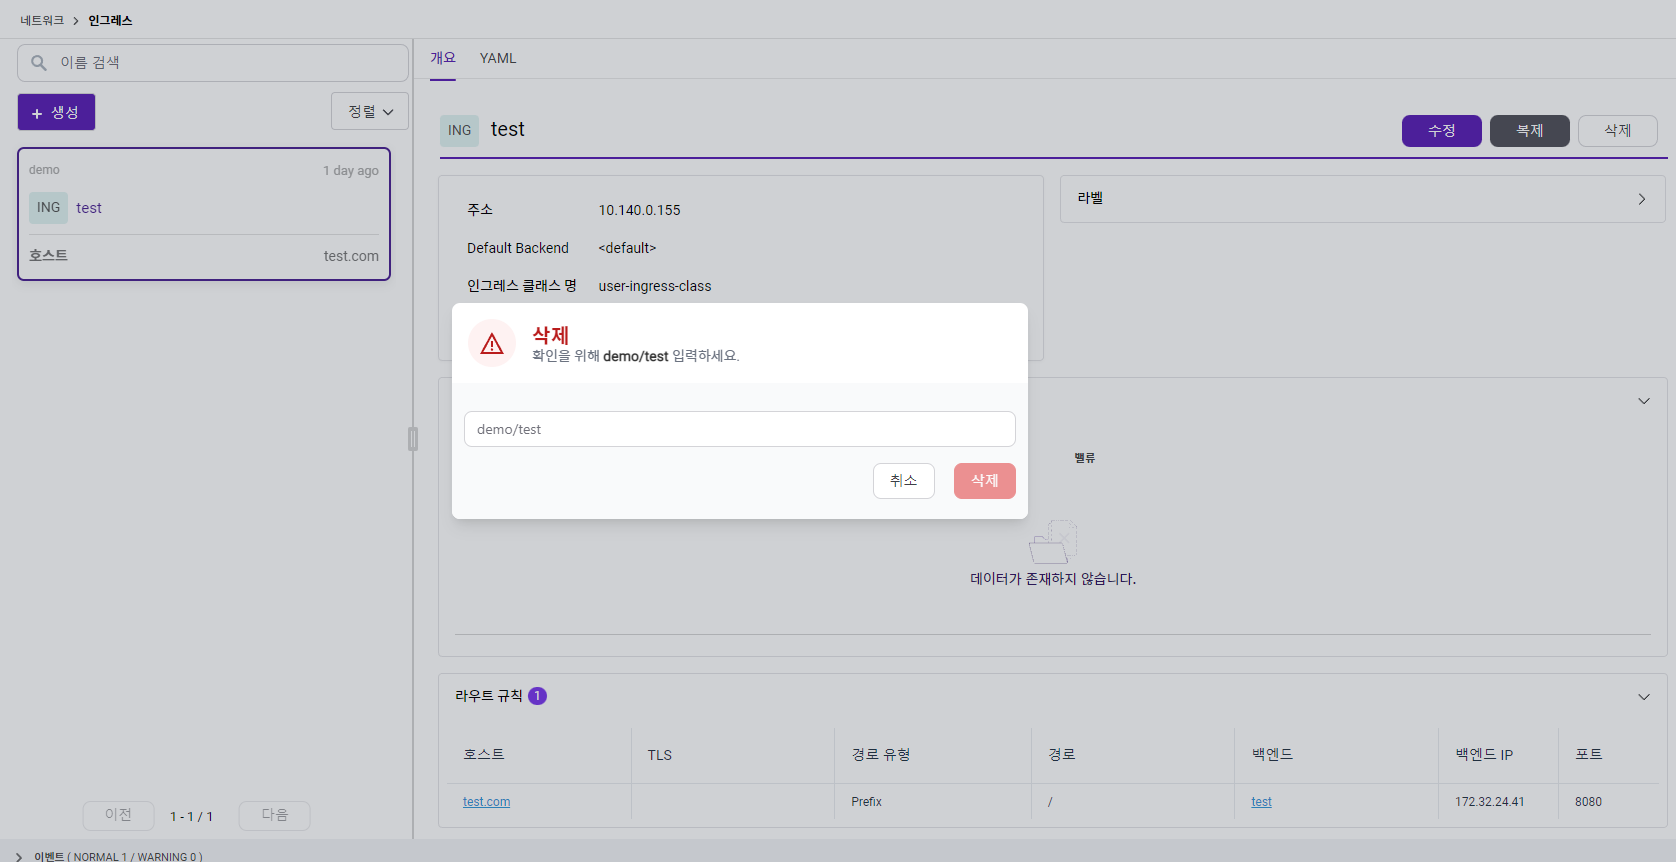 네트워크 > 인그레스
이름 검색
+ 생성
정렬
demo
1 day ago
ING test
호스트
test.com
이전
1 - 1 / 1
다음
개요
YAML
ING test
수정
복제
삭제
주소
10.140.0.155
Default Backend
<default>
인그레스 클래스 명
user-ingress-class
라벨
삭제
확인을 위해 demo/test 입력하세요.
demo/test
취소
삭제
밸류
데이터가 존재하지 않습니다.
라우트 규칙 1
호스트
TLS
경로 유형
경로
백엔드
백엔드 IP
포트
test.com
Prefix
/
test
172.32.24.41
8080
이벤트 ( NORMAL 1 / WARNING 0 )